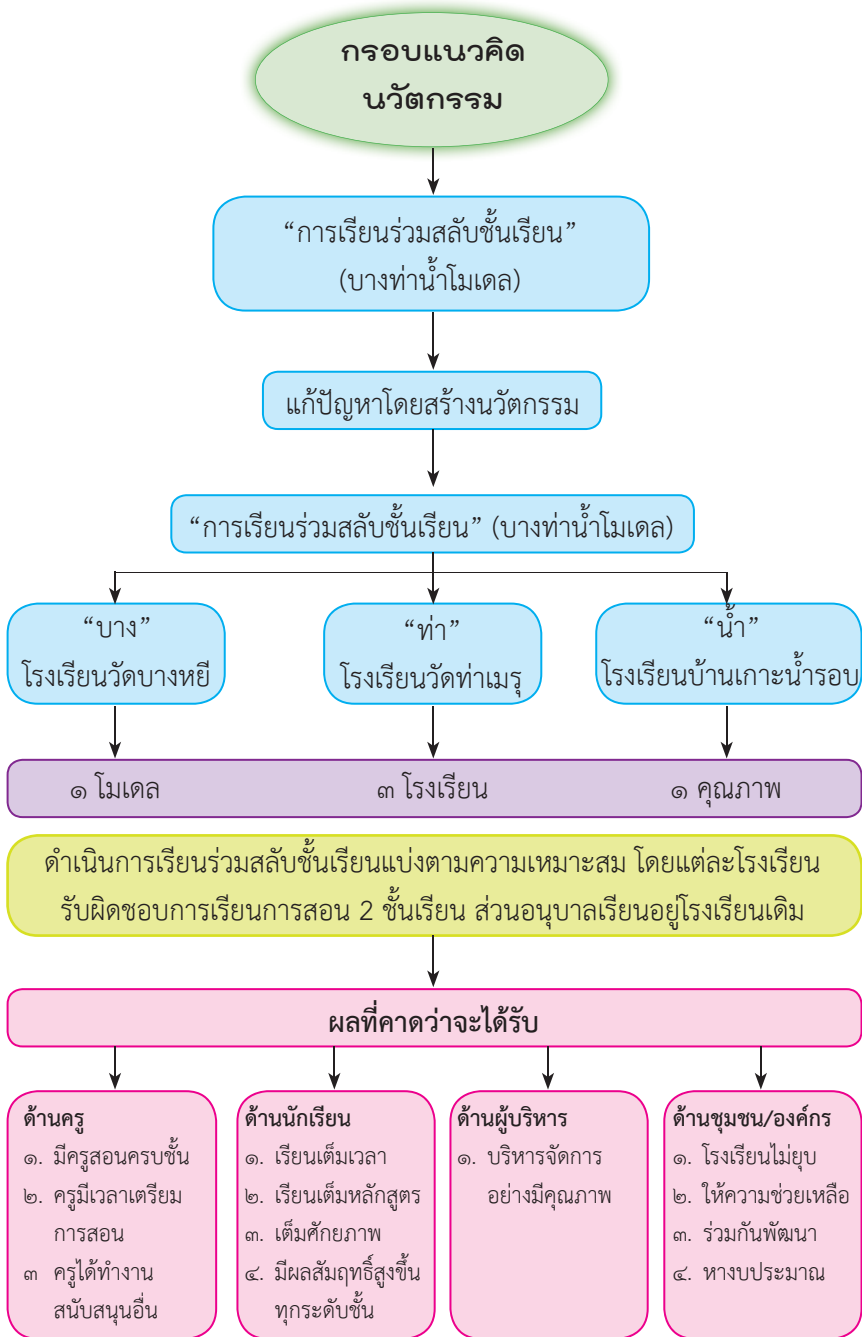 กรอบแนวคิด
นวัตกรรม
“การเรียนร่วมสลับชั้นเรียน”
(บางท่าน้ำโมเดล)
แก้ปัญหาโดยสร้างนวัตกรรม
“การเรียนร่วมสลับชั้นเรียน” (บางท่าน้ำโมเดล)
“บาง”
โรงเรียนวัดบางหยี
“ท่า”
โรงเรียนวัดท่าเมรุ
“น้ำ”
โรงเรียนบ้านเกาะน้ำรอบ
๑ โมเดล
๓ โรงเรียน
๑ คุณภาพ
ดำเนินการเรียนร่วมสลับชั้นเรียนแบ่งตามความเหมาะสม โดยแต่ละโรงเรียน
รับผิดชอบการเรียนการสอน 2 ชั้นเรียน ส่วนอนุบาลเรียนอยู่โรงเรียนเดิม
ผลที่คาดว่าจะได้รับ
ด้านครู
๑. มีครูสอนครบชั้น
๒. ครูมีเวลาเตรียม
การสอน
๓ ครูได้ทำงาน
สนับสนุนอื่น
ด้านนักเรียน
๑. เรียนเต็มเวลา
๒. เรียนเต็มหลักสูตร
๓. เต็มศักยภาพ
๔. มีผลสัมฤทธิ์สูงขึ้น
ทุกระดับชั้น
ด้านผู้บริหาร
๑. บริหารจัดการ
อย่างมีคุณภาพ
ด้านชุมชน/องค์กร
๑. โรงเรียนไม่ยุบ
๒. ให้ความช่วยเหลือ
๓. ร่วมกันพัฒนา
๔. หางบประมาณ